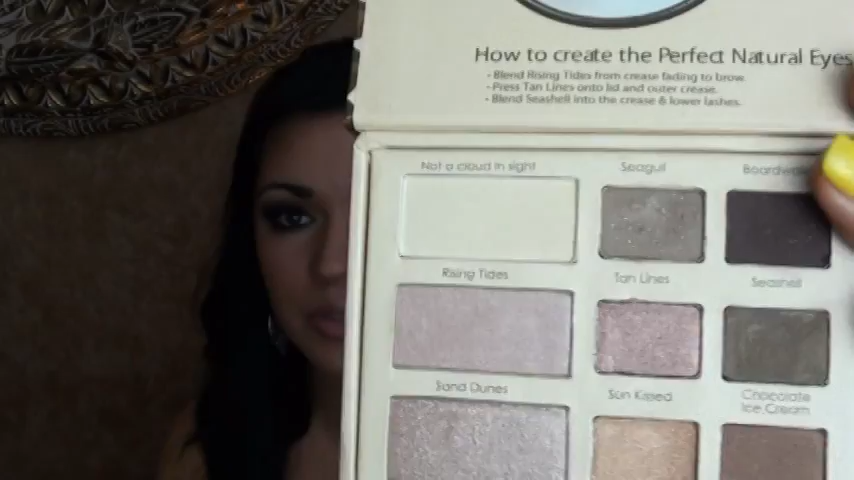 How to create the Perfect Natural Eyes
- Blend Rising Tides from crease fading to brow.
- Press Tan Lines onto lid and outer crease.
- Blend Seashell into the crease & lower lashes.
Not a cloud in sight Seagull
Rising Tides Tan Lines Seashell
Sand Dunes Sun Kissed Chocolate
Ice Cream